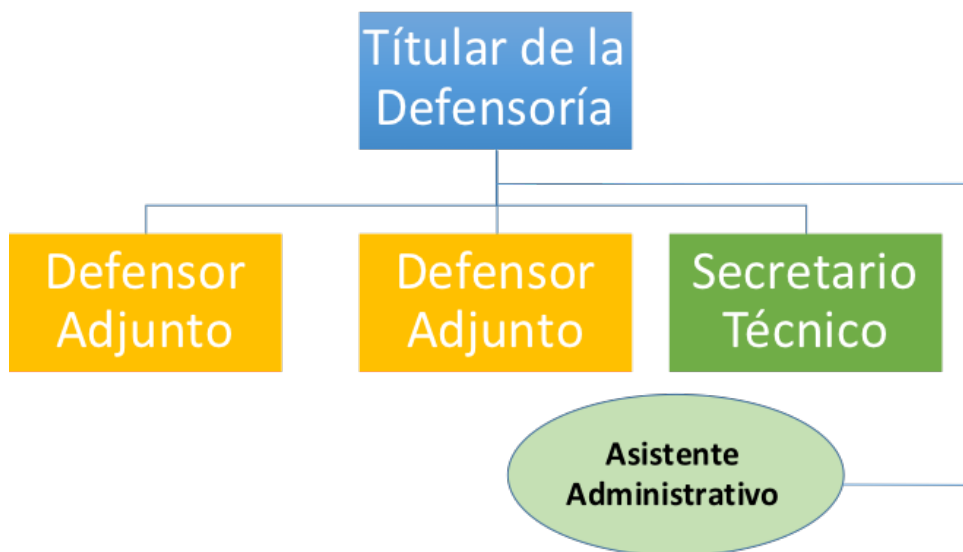 Títular de la
Defensoría
Defensor
Adjunto
Defensor
Adjunto
Secretario
Técnico
Asistente
Administrativo